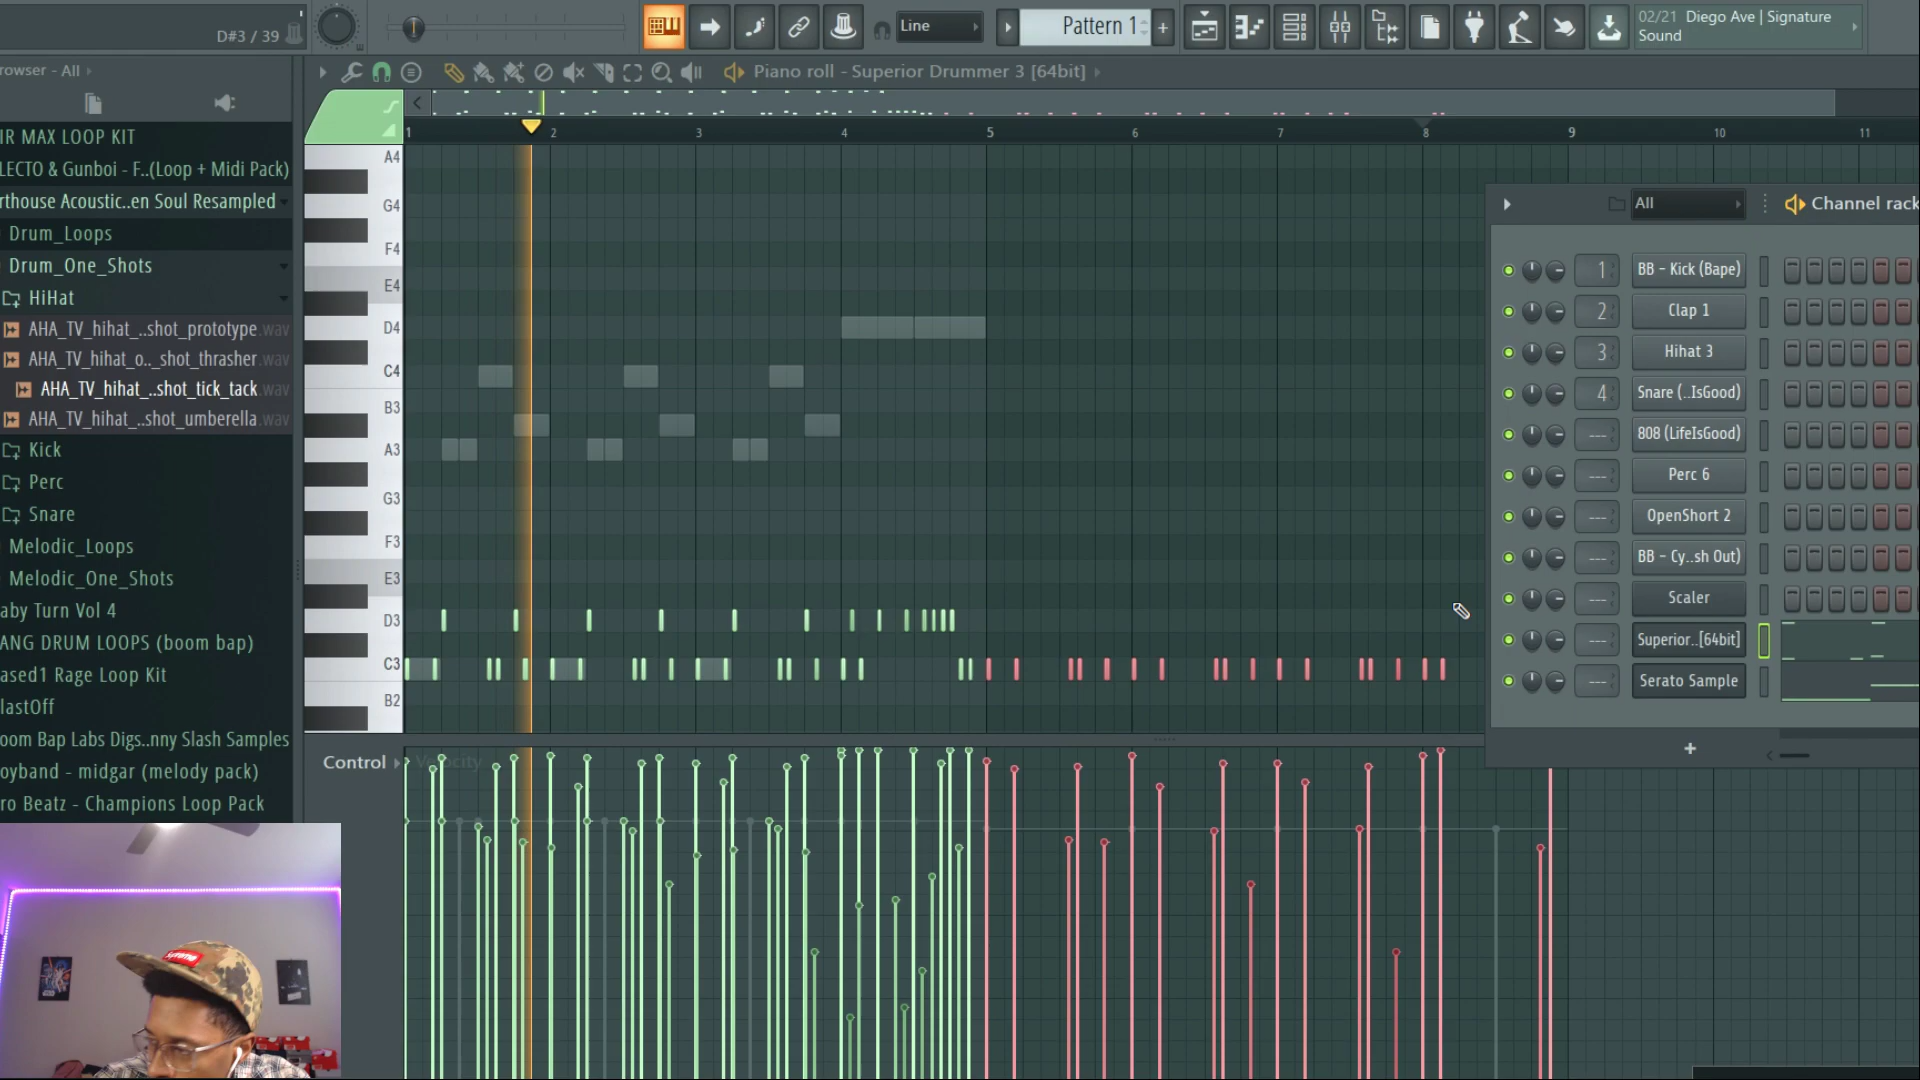 D#3 / 39
Line
Pattern 1
02/21 Diego Ave | Signature
Sound
rowser - All
Piano roll - Superior Drummer 3 [64bit]
IR MAX LOOP KIT
LECTO & Gunboi - F..(Loop + Midi Pack)
rthouse Acoustic..en Soul Resampled
Drum_Loops
Drum_One_Shots
HiHat
AHA_TV_hihat_..shot_prototype.wav
AHA_TV_hihat_o.._shot_thrasher.wav
AHA_TV_hihat_..shot_tick_tack.wav
AHA_TV_hihat_..shot_umberella.wav
Kick
Perc
Snare
Melodic_Loops
Melodic_One_Shots
aby Turn Vol 4
ANG DRUM LOOPS (boom bap)
ased1 Rage Loop Kit
lastOff
oom Bap Labs Digs..nny Slash Samples
oyband - midgar (melody pack)
ro Beatz - Champions Loop Pack
1 2 3 4 5 6 7 8 9 10 11
A4
G4
F4
E4
D4
C4
B3
A3
G3
F3
E3
D3
C3
B2
Control
Velocity
All
Channel rack
1 BB - Kick (Bape)
2 Clap 1
3 Hihat 3
4 Snare (..IsGood)
--- 808 (LifeIsGood)
--- Perc 6
--- OpenShort 2
--- BB - Cy..sh Out)
--- Scaler
--- Superior..[64bit]
--- Serato Sample
+
Supreme